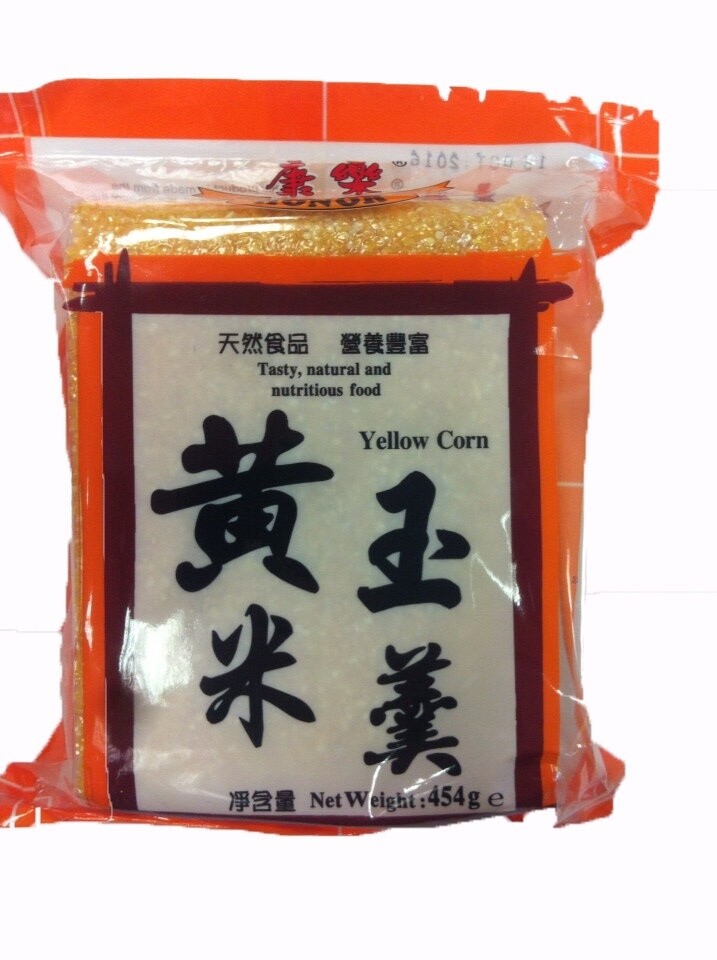 康樂®
HONOR
天然食品 營養豐富
Tasty, natural and
nutritious food
Yellow Corn
黃玉
米羹
淨含量 Net Weight: 454g ℮